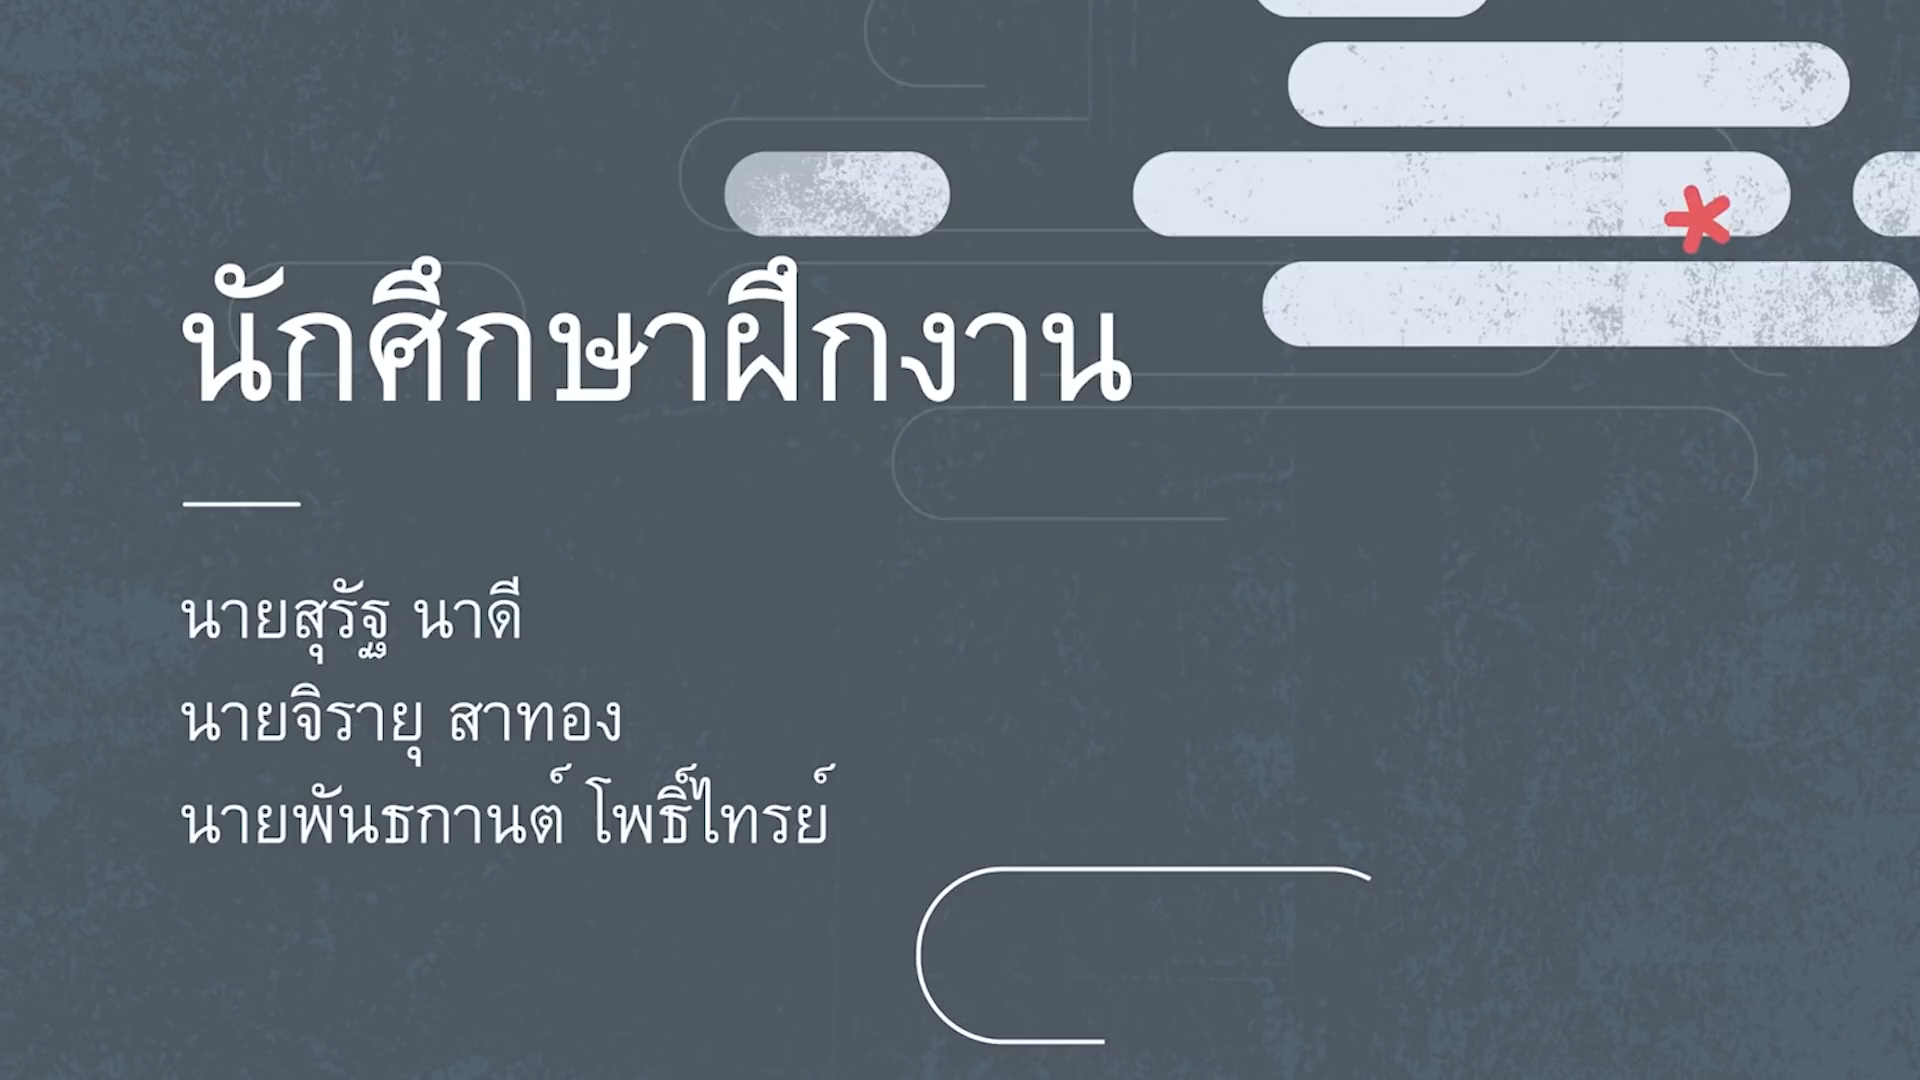 นักศึกษาฝึกงาน
นายสุรัฐ นาดี
นายจิรายุ สาทอง
นายพันธกานต์ โพธิ์ไทรย์